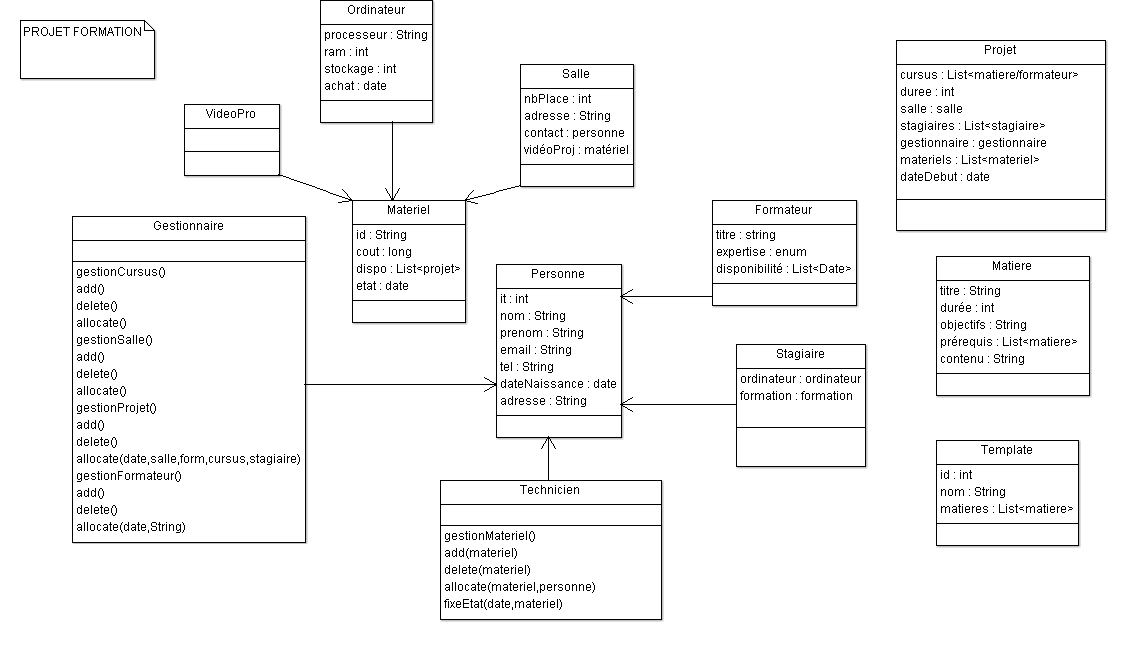 PROJET FORMATION
Ordinateur
processeur : String
ram : int
stockage : int
achat : date
VideoPro
Salle
nbPlace : int
adresse : String
contact : personne
vidéoProj : matériel
Projet
cursus : List<matiere/formateur>
duree : int
salle : salle
stagiaires : List<stagiaire>
gestionnaire : gestionnaire
materiels : List<materiel>
dateDebut : date
Gestionnaire
gestionCursus()
add()
delete()
allocate()
gestionSalle()
add()
delete()
allocate()
gestionProjet()
add()
delete()
allocate(date,salle,form,cursus,stagiaire)
gestionFormateur()
add()
delete()
allocate(date,String)
Materiel
id : String
cout : long
dispo : List<projet>
etat : date
Personne
it : int
nom : String
prenom : String
email : String
tel : String
dateNaissance : date
adresse : String
Formateur
titre : string
expertise : enum
disponibilité : List<Date>
Matiere
titre : String
durée : int
objectifs : String
prérequis : List<matiere>
contenu : String
Stagiaire
ordinateur : ordinateur
formation : formation
Template
id : int
nom : String
matieres : List<matiere>
Technicien
gestionMateriel()
add(materiel)
delete(materiel)
allocate(materiel,personne)
fixeEtat(date,materiel)